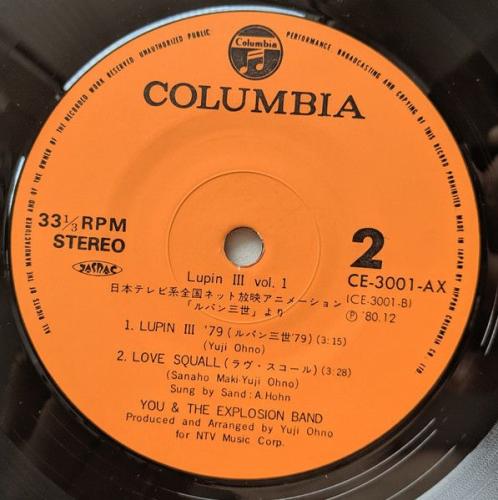 ALL RIGHTS OF THE MANUFACTURER AND OF THE OWNER OF THE RECORDED WORK RESERVED. UNAUTHORIZED PUBLIC PERFORMANCE, BROADCASTING AND COPYING OF THIS RECORD PROHIBITED. MADE IN JAPAN BY NIPPON COLUMBIA CO., LTD.
Columbia
COLUMBIA
33 1/3 RPM
STEREO
JASRAC
2
CE-3001-AX
(CE-3001-B)
Ⓟ '80.12
Lupin III vol. 1
日本テレビ系全国ネット放映アニメーション
「ルパン三世」より
1. LUPIN III '79 (ルパン三世'79) (3:15)
(Yuji Ohno)
2. LOVE SQUALL (ラヴ・スコール) (3:28)
(Sanaho Maki-Yuji Ohno)
Sung by Sand:A.Hohn
YOU & THE EXPLOSION BAND
Produced and Arranged by Yuji Ohno
for NTV Music Corp.